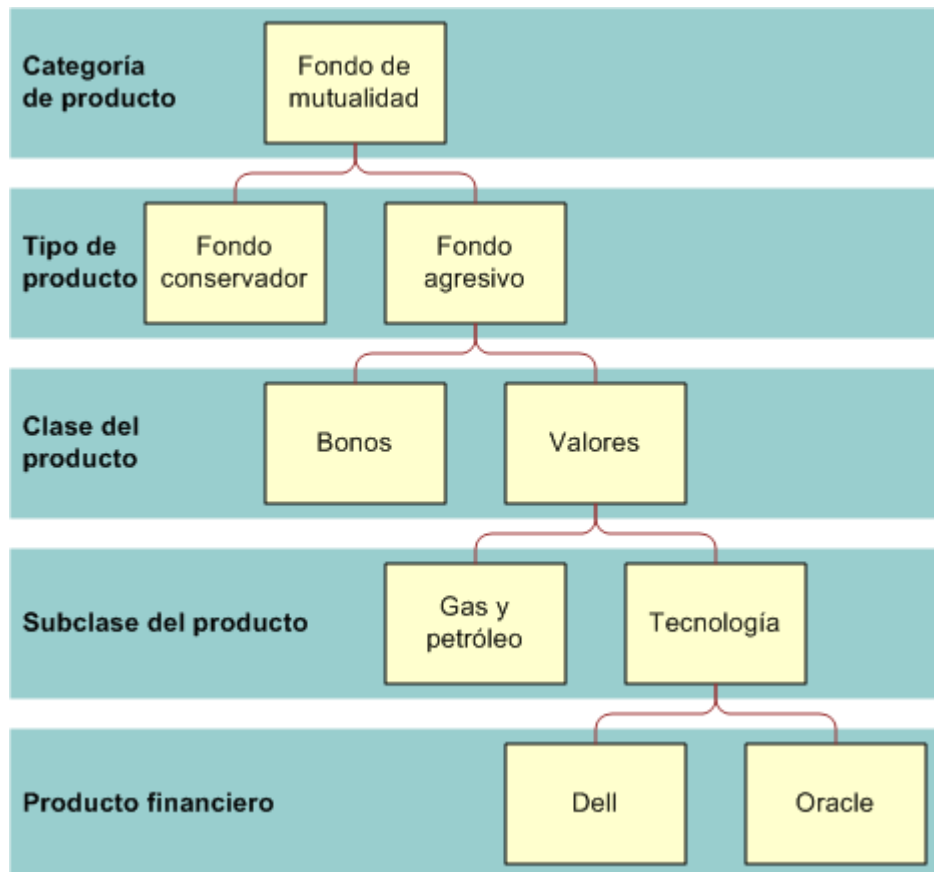 Categoría
de producto
Fondo de
mutualidad
Tipo de
producto
Fondo
conservador
Fondo
agresivo
Clase del
producto
Bonos
Valores
Subclase del producto
Gas y
petróleo
Tecnología
Producto financiero
Dell
Oracle